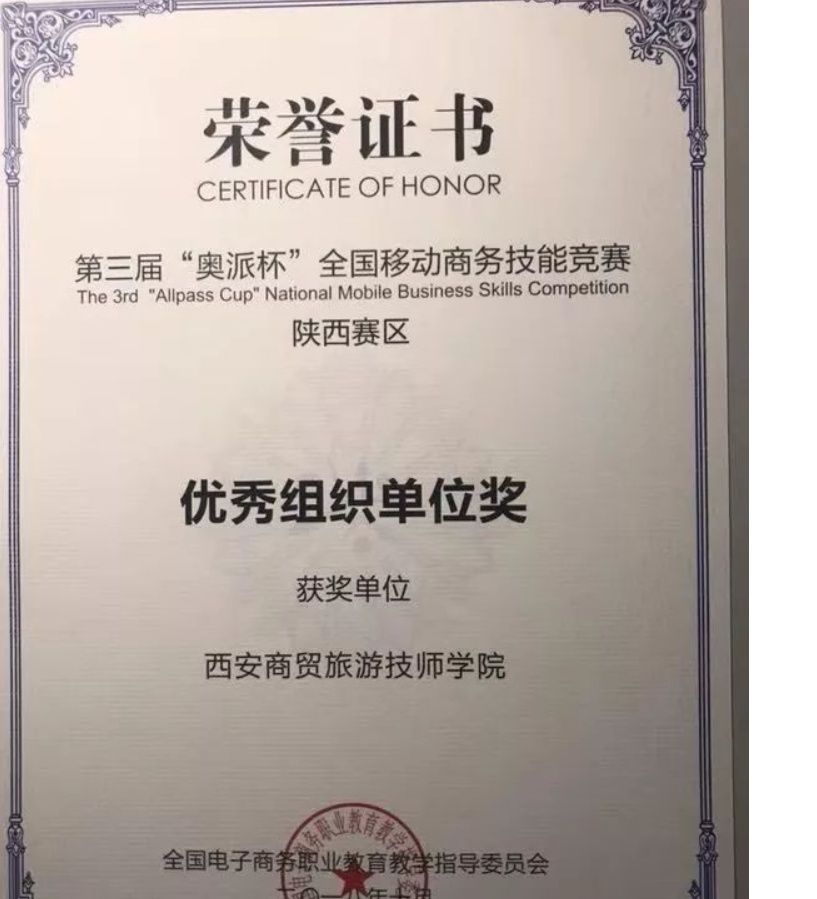 荣誉证书
CERTIFICATE OF HONOR
第三届“奥派杯”全国移动商务技能竞赛
The 3rd "Allpass Cup" National Mobile Business Skills Competition
陕西赛区
优秀组织单位奖
获奖单位
西安商贸旅游技师学院
全国电子商务职业教育教学指导委员会